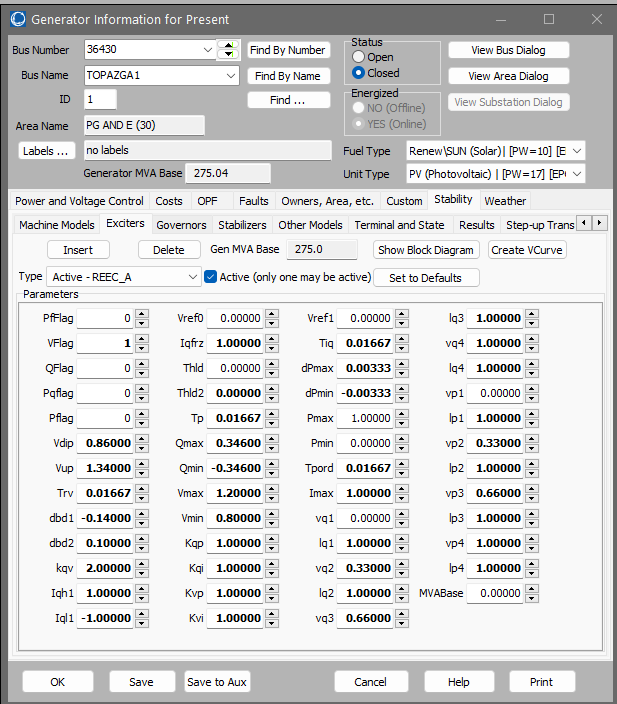 Generator Information for Present
Bus Number 36430 Find By Number Status Open Closed View Bus Dialog
Bus Name TOPAZGA1 Find By Name View Area Dialog
ID 1 Find ... Energized NO (Offline) YES (Online) View Substation Dialog
Area Name PG AND E (30)
Labels ... no labels Fuel Type Renew\SUN (Solar)| [PW=10] [E
Generator MVA Base 275.04 Unit Type PV (Photovoltaic) | [PW=17] [EP
Power and Voltage Control Costs OPF Faults Owners, Area, etc. Custom Stability Weather
Machine Models Exciters Governors Stabilizers Other Models Terminal and State Results Step-up Trans
Insert Delete Gen MVA Base 275.0 Show Block Diagram Create VCurve
Type Active - REEC_A Active (only one may be active) Set to Defaults
Parameters
PfFlag 0 Vref0 0.00000 Vref1 0.00000 lq3 1.00000
VFlag 1 Iqfrz 1.00000 Tiq 0.01667 vq4 1.00000
QFlag 0 Thld 0.00000 dPmax 0.00333 lq4 1.00000
Pqflag 0 Thld2 0.00000 dPmin -0.00333 vp1 0.00000
Pflag 0 Tp 0.01667 Pmax 1.00000 lp1 1.00000
Vdip 0.86000 Qmax 0.34600 Pmin 0.00000 vp2 0.33000
Vup 1.34000 Qmin -0.34600 Tpord 0.01667 lp2 1.00000
Trv 0.01667 Vmax 1.20000 Imax 1.00000 vp3 0.66000
dbd1 -0.14000 Vmin 0.80000 vq1 0.00000 lp3 1.00000
dbd2 0.10000 Kqp 1.00000 lq1 1.00000 vp4 1.00000
kqv 2.00000 Kqi 1.00000 vq2 0.33000 lp4 1.00000
Iqh1 1.00000 Kvp 1.00000 lq2 1.00000 MVABase 0.00000
Iql1 -1.00000 Kvi 1.00000 vq3 0.66000
OK Save Save to Aux Cancel Help Print